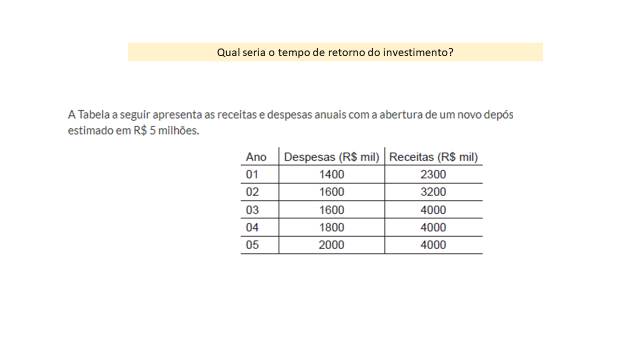 Qual seria o tempo de retorno do investimento?
A Tabela a seguir apresenta as receitas e despesas anuais com a abertura de um novo depós
estimado em R$ 5 milhões.
Ano Despesas (R$ mil) Receitas (R$ mil)
01 1400 2300
02 1600 3200
03 1600 4000
04 1800 4000
05 2000 4000